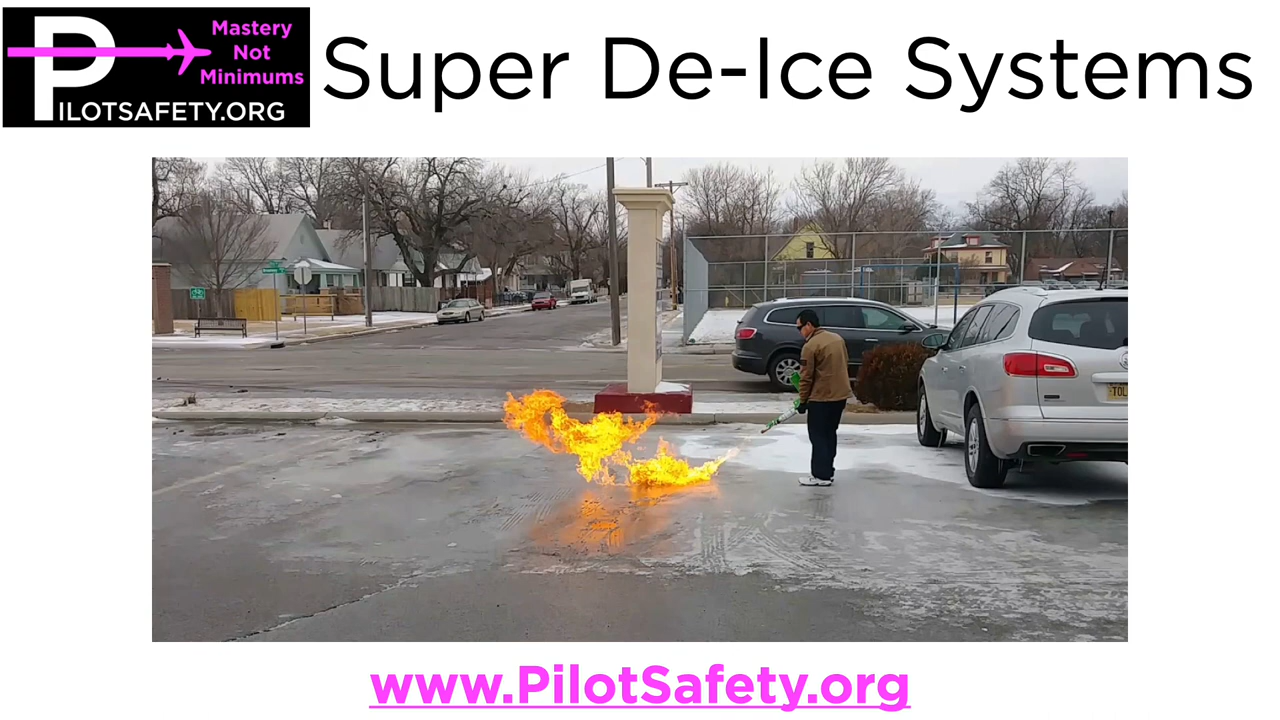 Mastery
Not
Minimums
PILOTSAFETY.ORG
Super De-Ice Systems
www.PilotSafety.org